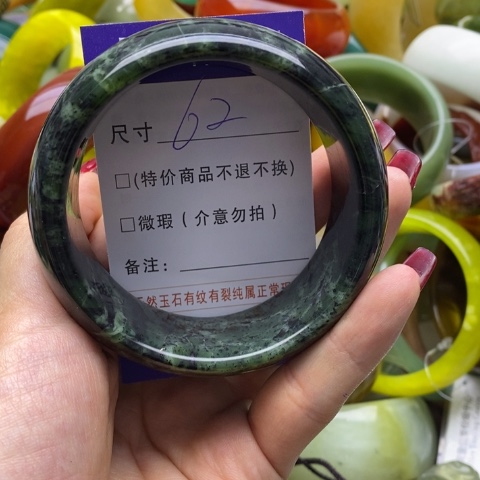 尺寸 62
□(特价商品不退不换)
□微瑕(介意勿拍)
备注:
然玉石有纹有裂纯属正常现